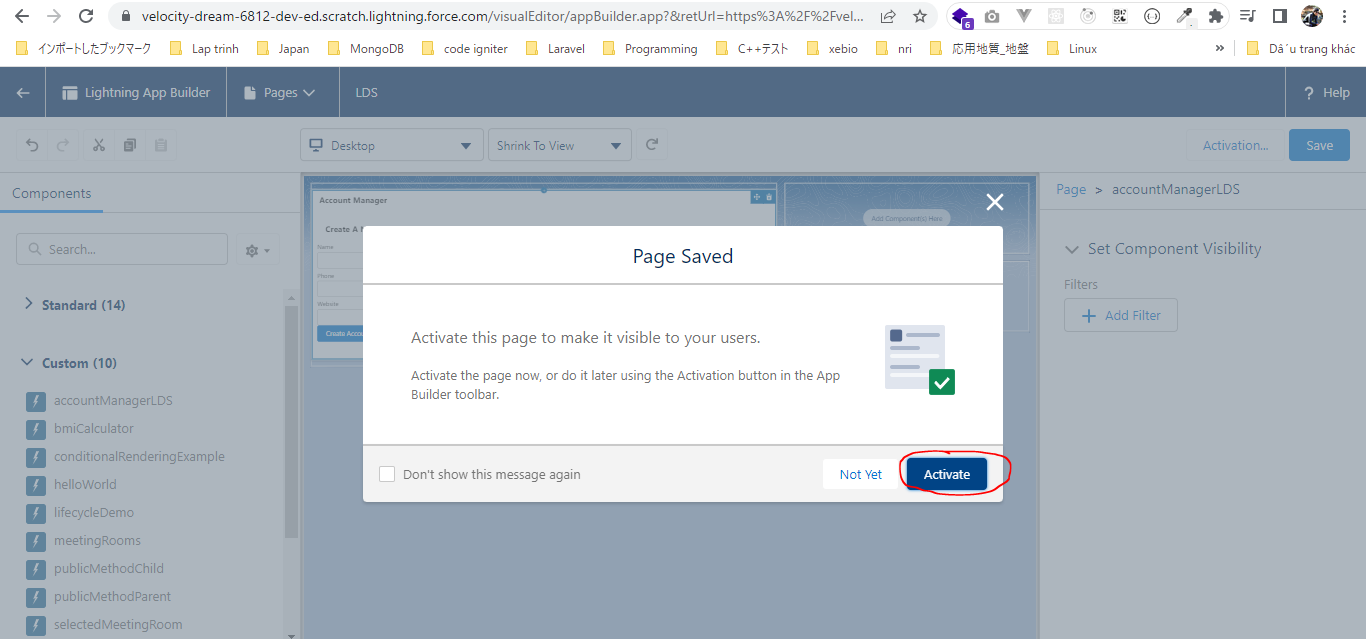 velocity-dream-6812-dev-ed.scratch.lightning.force.com/visualEditor/appBuilder.app?&retUrl=https%3A%2F%2Fvel...
6
インポートしたブックマーク
Lap trinh
Japan
MongoDB
code igniter
Laravel
Programming
C++テスト
xebio
nri
応用地質_地盤
Linux
»
Dấu trang khác
Lightning App Builder
Pages
LDS
? Help
Desktop
Shrink To View
Activation...
Save
Components
Page > accountManagerLDS
Account Manager
Add Component(s) Here
Search...
Create A
Name
Phone
Website
Create Accou
Set Component Visibility
Filters
+ Add Filter
Standard (14)
Custom (10)
accountManagerLDS
bmiCalculator
conditionalRenderingExample
helloWorld
lifecycleDemo
meetingRooms
publicMethodChild
publicMethodParent
selectedMeetingRoom
Page Saved
Activate this page to make it visible to your users.
Activate the page now, or do it later using the Activation button in the App
Builder toolbar.
Don't show this message again
Not Yet
Activate